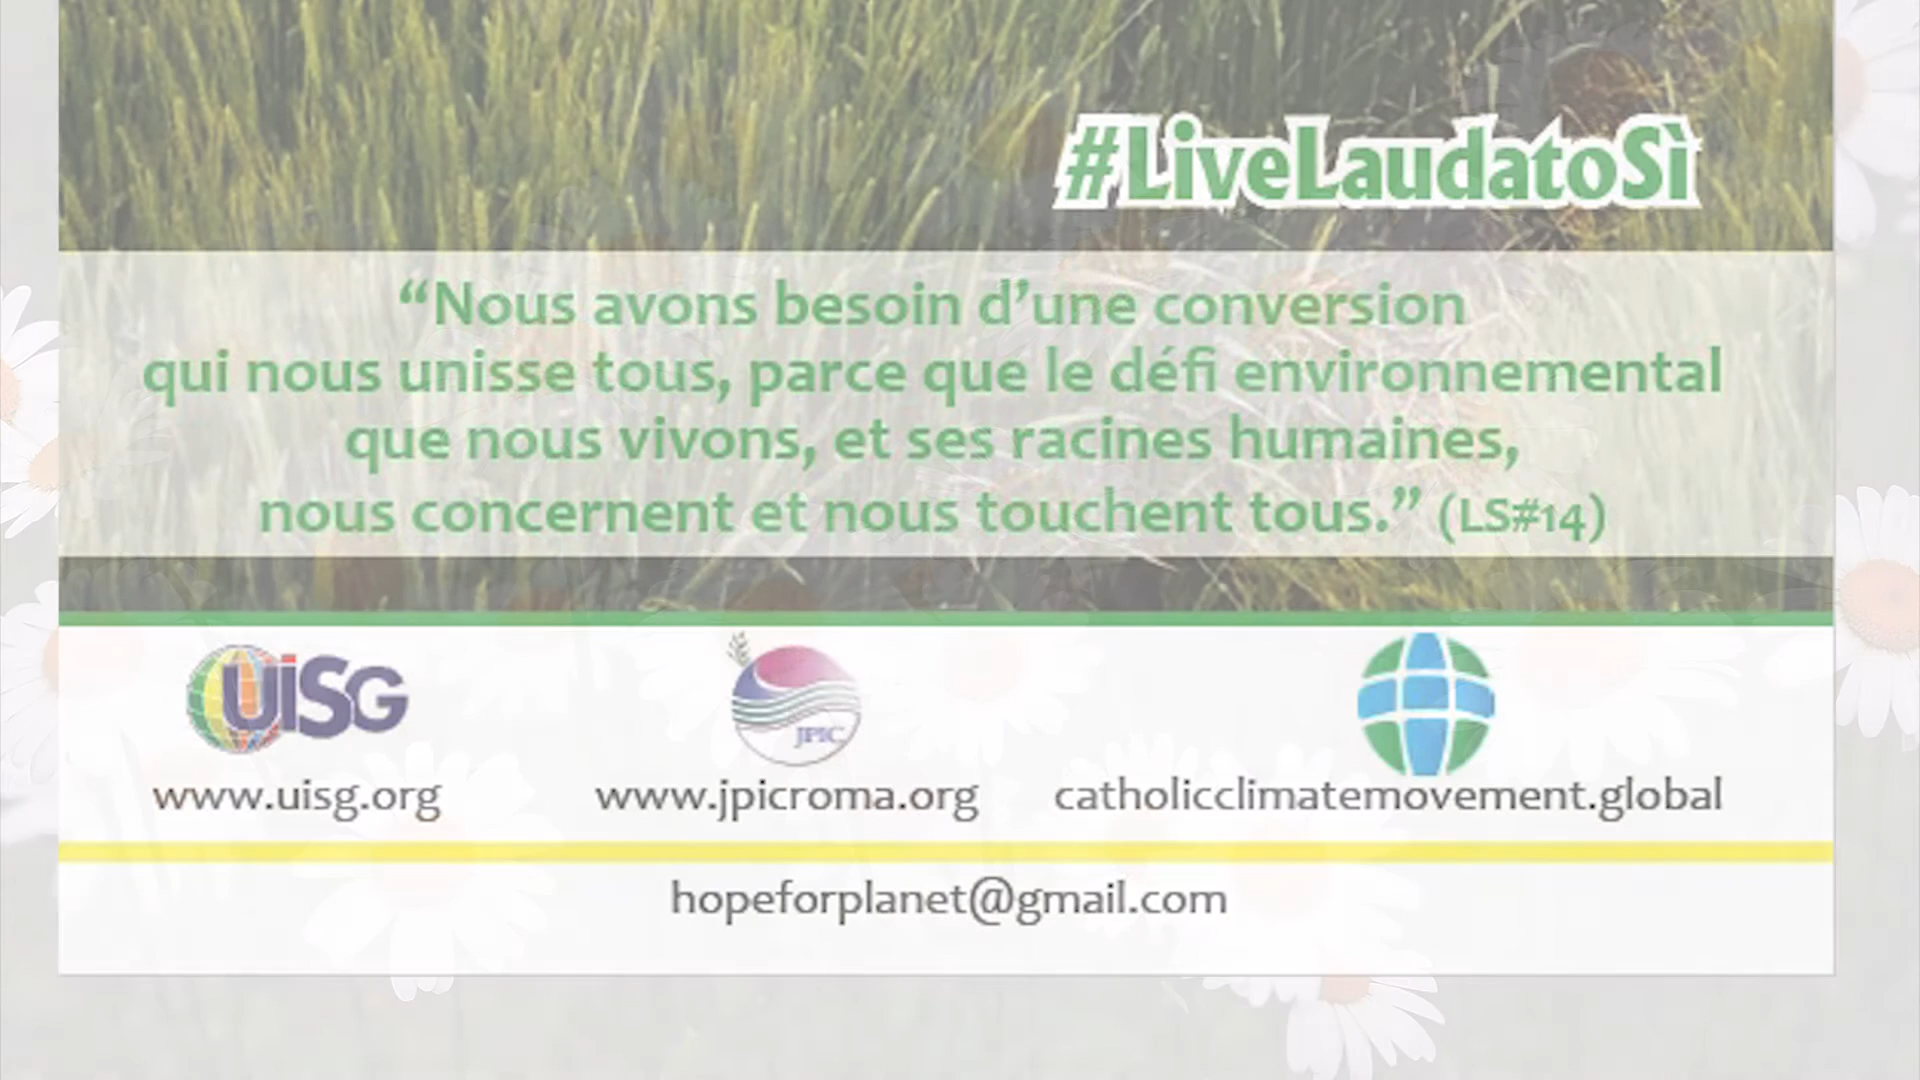 #LiveLaudatoSì
“Nous avons besoin d’une conversion
qui nous unisse tous, parce que le défi environnemental
que nous vivons, et ses racines humaines,
nous concernent et nous touchent tous.” (LS#14)
UiSG
JPIC
www.uisg.org
www.jpicroma.org
catholicclimatemovement.global
hopeforplanet@gmail.com